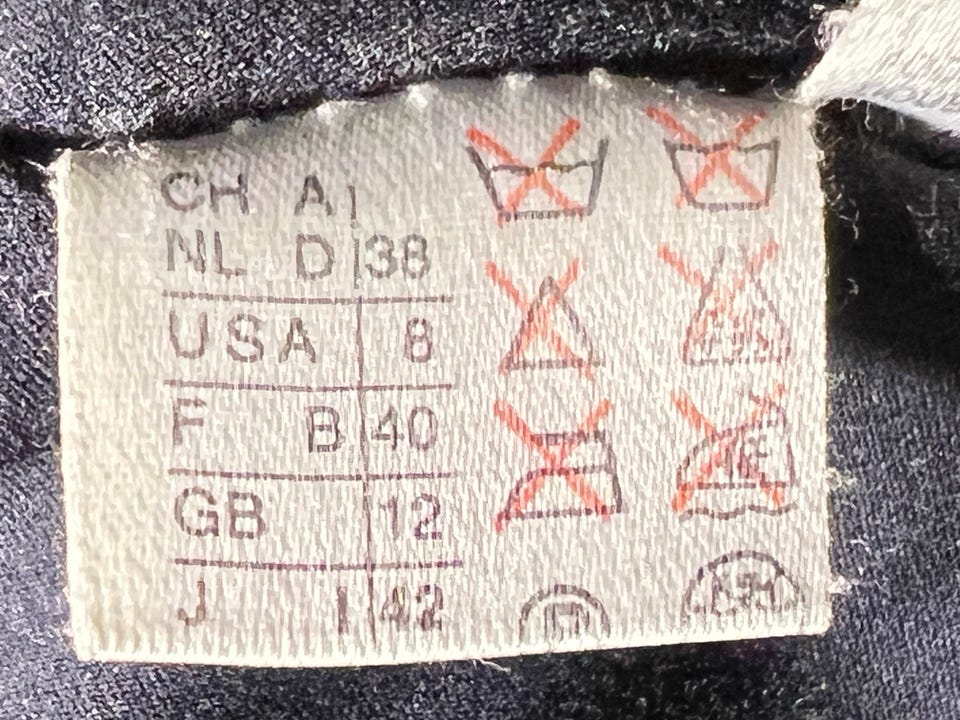 CH A
NL D 38
USA 8
F B 40
GB 12
J I 42